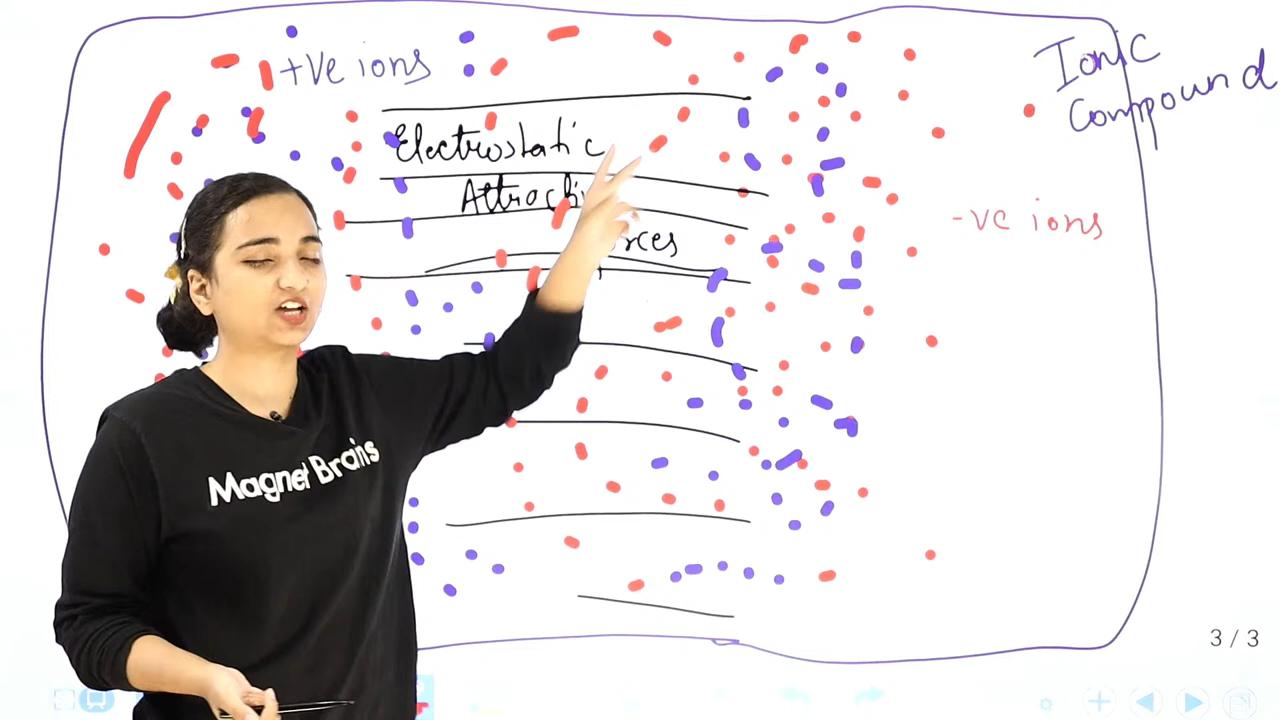 +ve ions
Ionic
Compound
Electrostatic
-ve ions
Magnet Brains
3 / 3